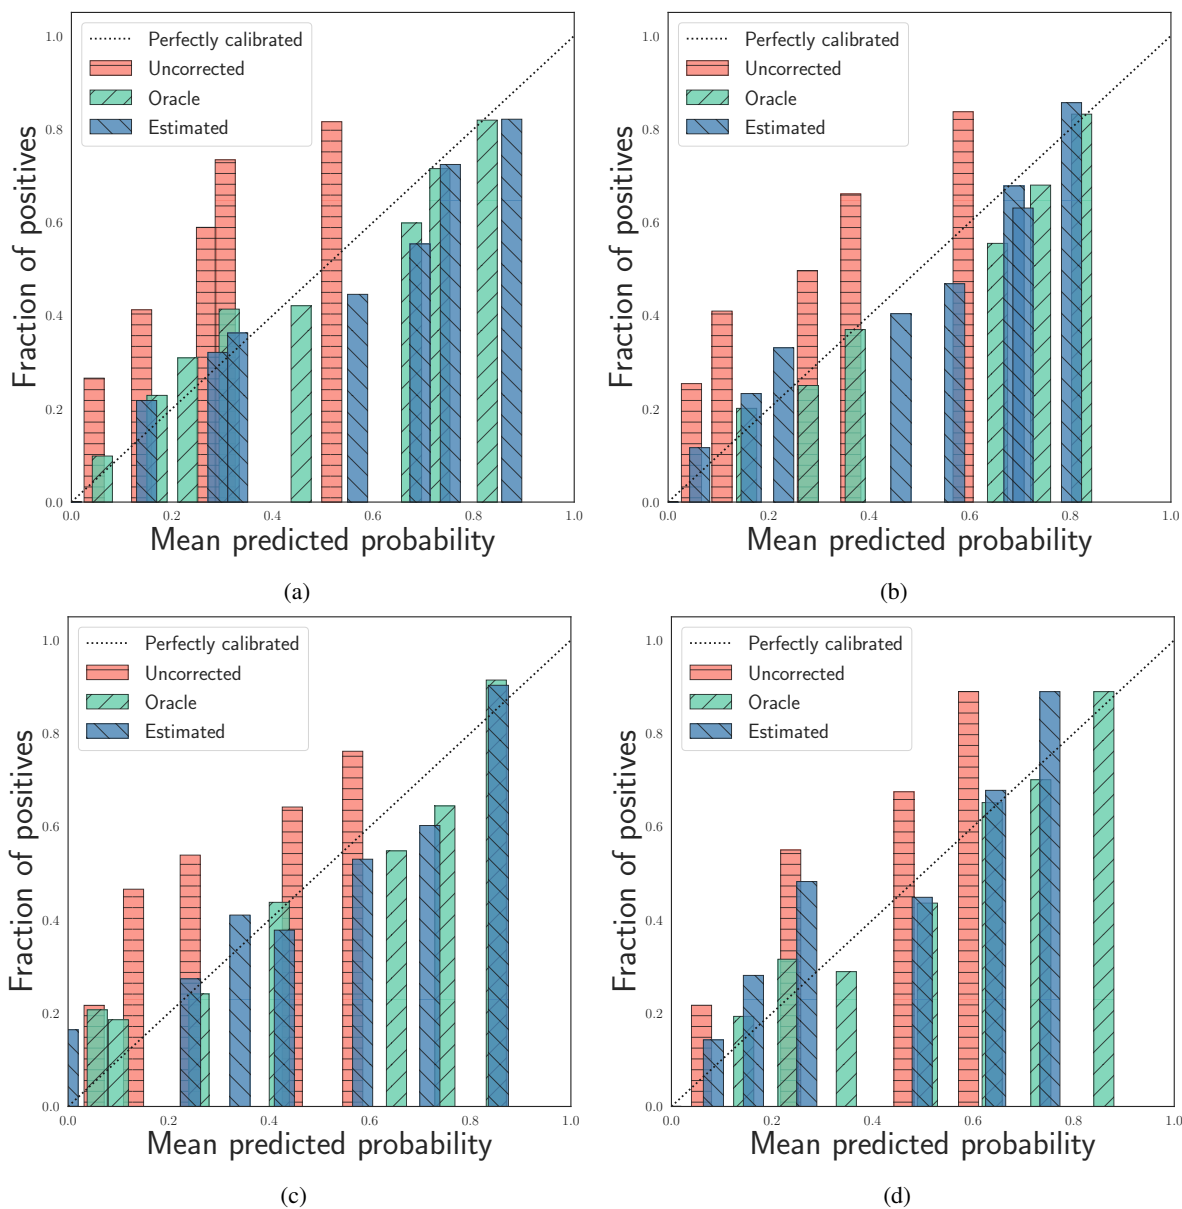 Perfectly calibrated
Uncorrected
Oracle
Estimated
Fraction of positives
1.0
0.8
0.6
0.4
0.2
0.0
0.0 0.2 0.4 0.6 0.8 1.0
Mean predicted probability
(a)
Perfectly calibrated
Uncorrected
Oracle
Estimated
Fraction of positives
1.0
0.8
0.6
0.4
0.2
0.0
0.0 0.2 0.4 0.6 0.8 1.0
Mean predicted probability
(b)
Perfectly calibrated
Uncorrected
Oracle
Estimated
Fraction of positives
1.0
0.8
0.6
0.4
0.2
0.0
0.0 0.2 0.4 0.6 0.8 1.0
Mean predicted probability
(c)
Perfectly calibrated
Uncorrected
Oracle
Estimated
Fraction of positives
1.0
0.8
0.6
0.4
0.2
0.0
0.0 0.2 0.4 0.6 0.8 1.0
Mean predicted probability
(d)